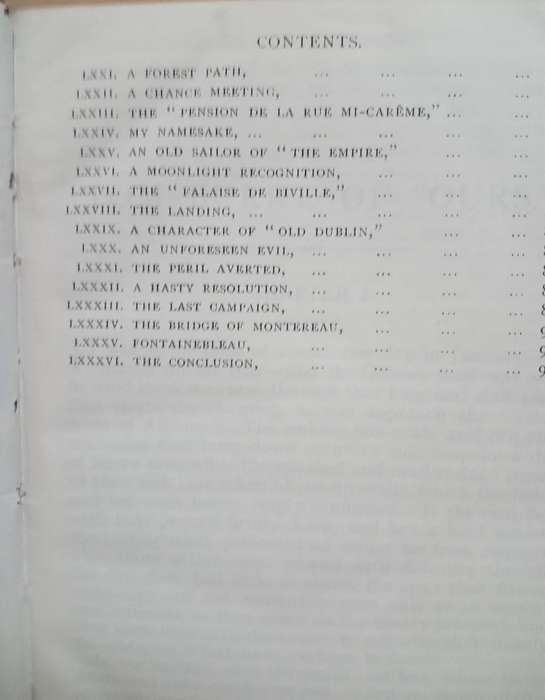 CONTENTS.
LXXI. A FOREST PATH, ... ... ... ...
LXXII. A CHANCE MEETING, ... ... ... ...
LXXIII. THE "PENSION DE LA RUE MI-CARÊME," ... ...
LXXIV. MY NAMESAKE, ... ... ... ... ...
LXXV. AN OLD SAILOR OF "THE EMPIRE," ... ...
LXXVI. A MOONLIGHT RECOGNITION, ... ... ...
LXXVII. THE "FALAISE DE BIVILLE," ... ... ...
LXXVIII. THE LANDING, ... ... ... ... ...
LXXIX. A CHARACTER OF "OLD DUBLIN," ... ...
LXXX. AN UNFORESEEN EVIL, ... ... ... ...
LXXXI. THE PERIL AVERTED, ... ... ... ...
LXXXII. A HASTY RESOLUTION, ... ... ... ...
LXXXIII. THE LAST CAMPAIGN, ... ... ... ...
LXXXIV. THE BRIDGE OF MONTEREAU, ... ... ... 9
LXXXV. FONTAINEBLEAU, ... ... ... ... 9
LXXXVI. THE CONCLUSION, ... ... ... ... 9